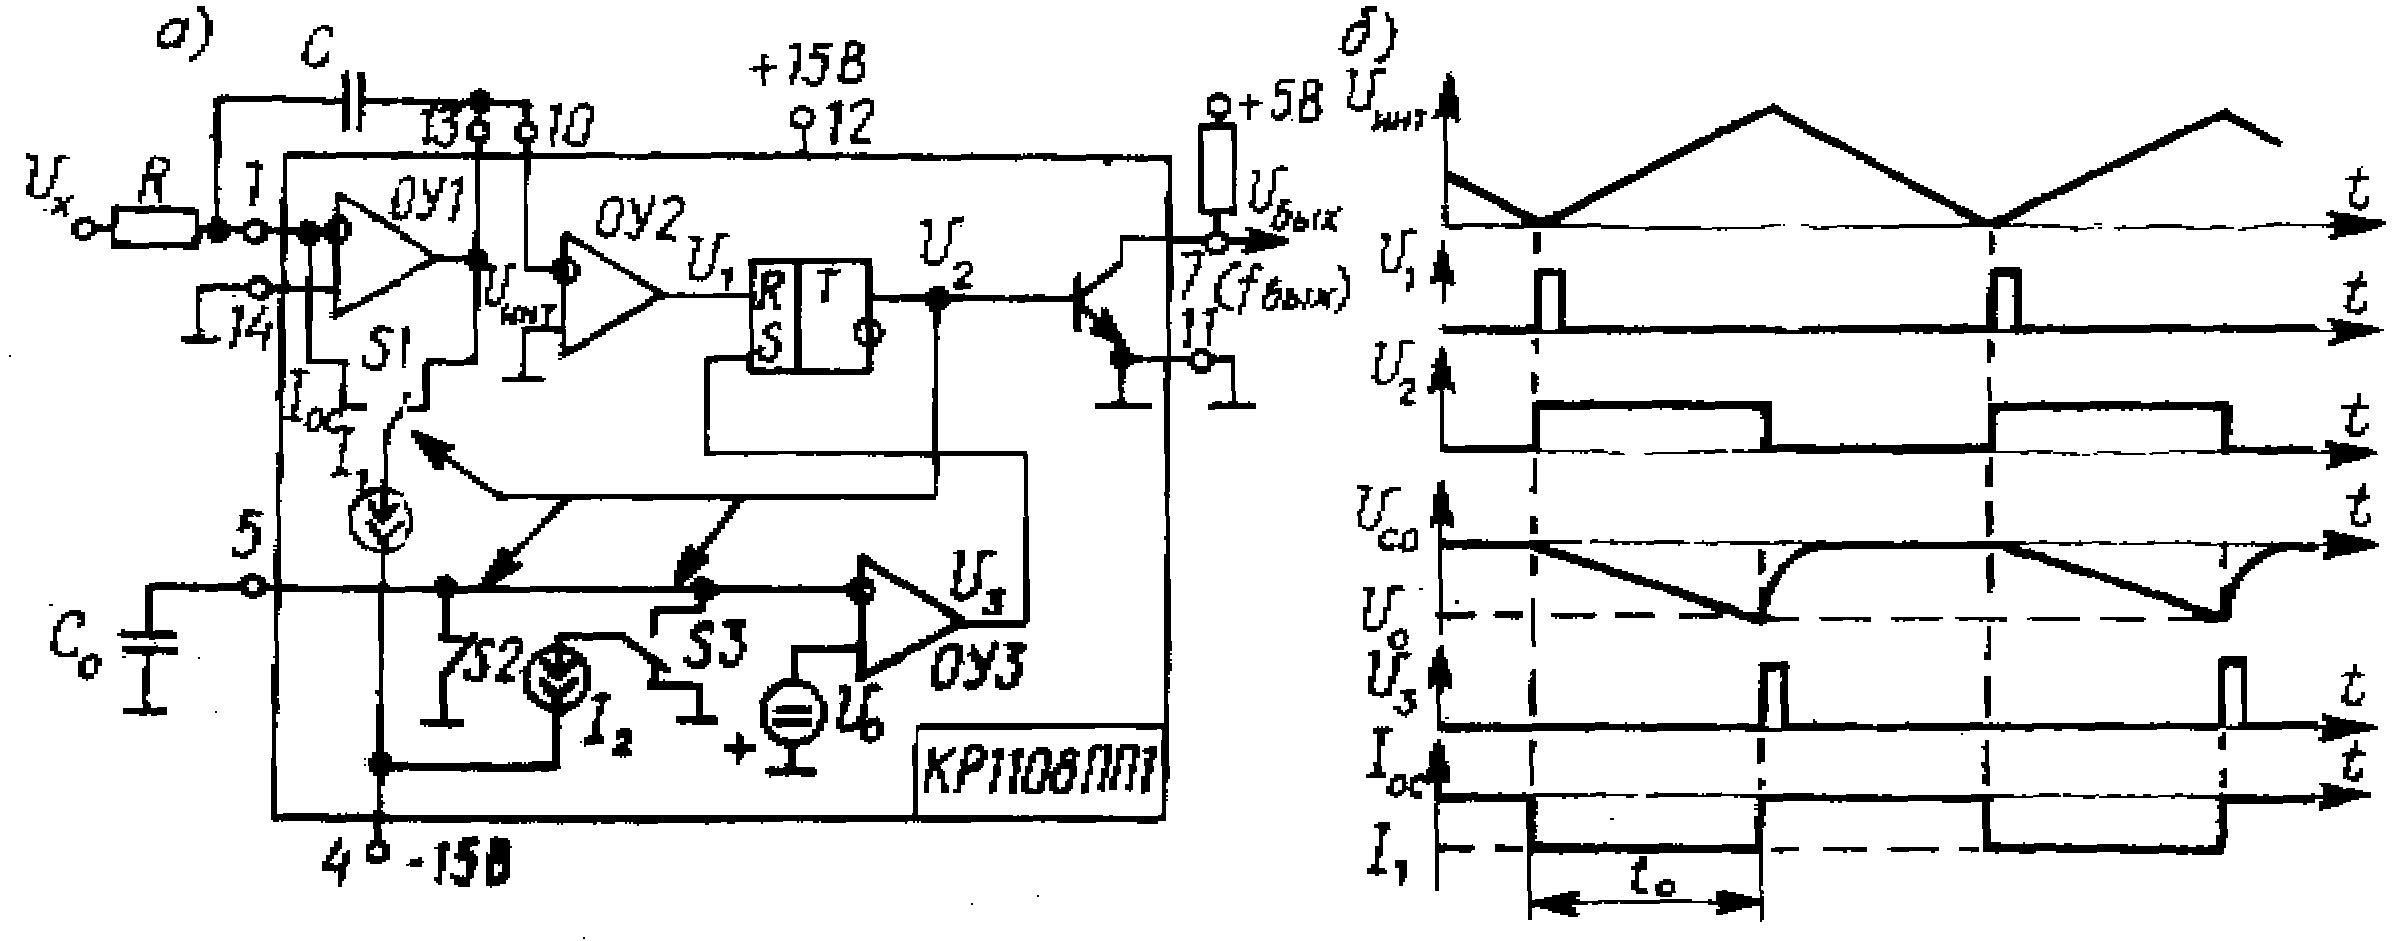 а)
C
+15В
12
13
10
+5В
Uх
R
1
ОУ1
ОУ2
U1
U2
Uвых
7
(fвых)
11
14
Uинт
R
S
T
S1
Iос
I1
5
C0
S2
I2
S3
U0
+
ОУ3
U3
КР1108ПП1
4
-15В
б)
Uинт
t
U1
t
U2
t
Uс0
t
U0
U3
t
Iос
t
I1
t0